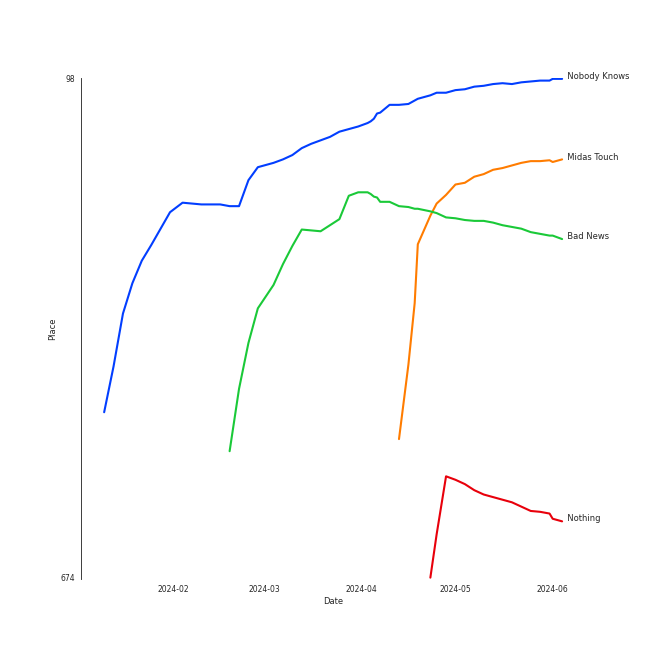 98
Nobody Knows
Midas Touch
Bad News
Place
Nothing
674
2024-02
2024-03
2024-04
2024-05
2024-06
Date